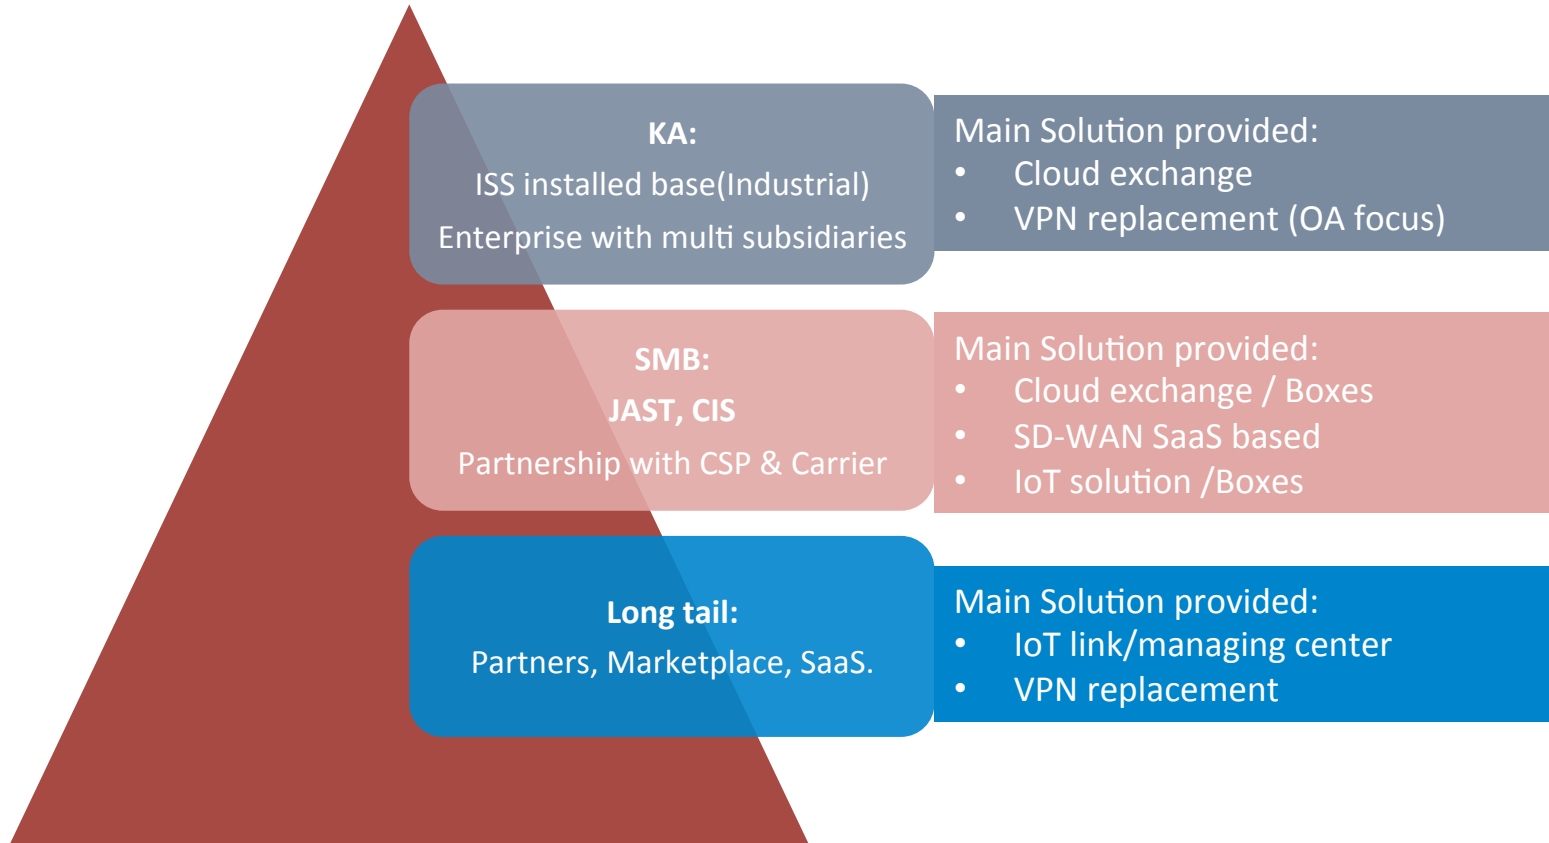 KA:
ISS installed base(Industrial)
Enterprise with multi subsidiaries
Main Solution provided:
• Cloud exchange
• VPN replacement (OA focus)
SMB:
JAST, CIS
Partnership with CSP & Carrier
Main Solution provided:
• Cloud exchange / Boxes
• SD-WAN SaaS based
• IoT solution /Boxes
Long tail:
Partners, Marketplace, SaaS.
Main Solution provided:
• IoT link/managing center
• VPN replacement